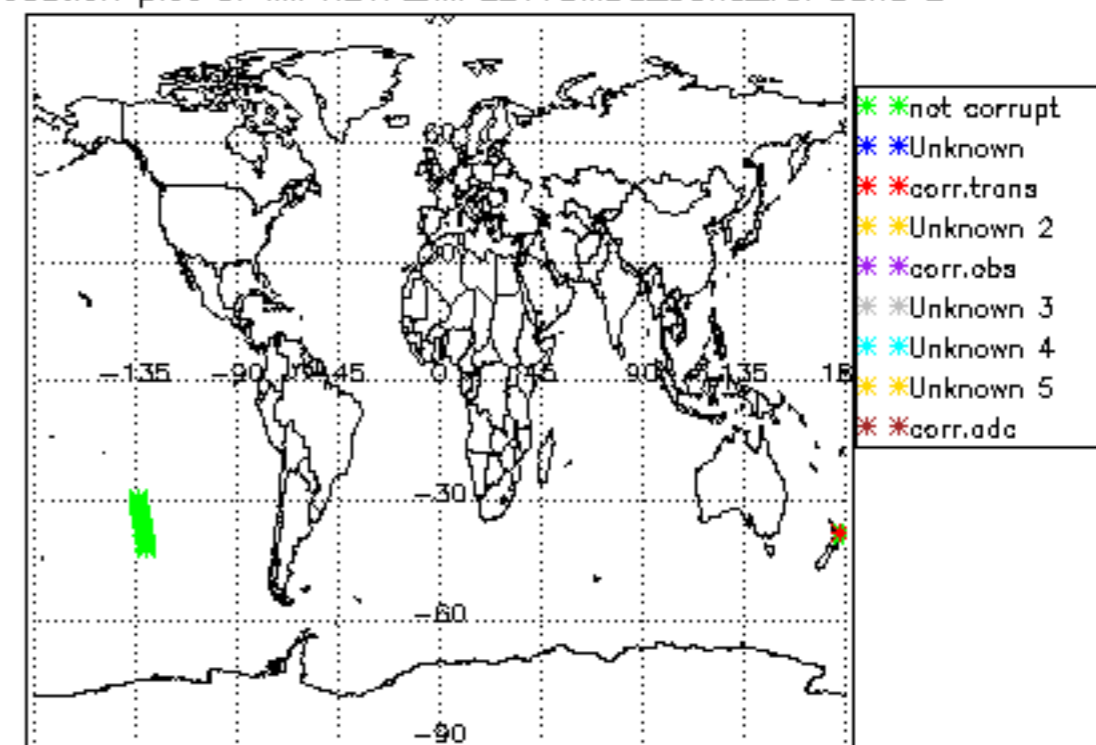 60
-135 -90 45 0 45 90 135
-30
-60
-90
not corrupt
Unknown
corr.trans
Unknown 2
corr.obs
Unknown 3
Unknown 4
Unknown 5
corr.adc